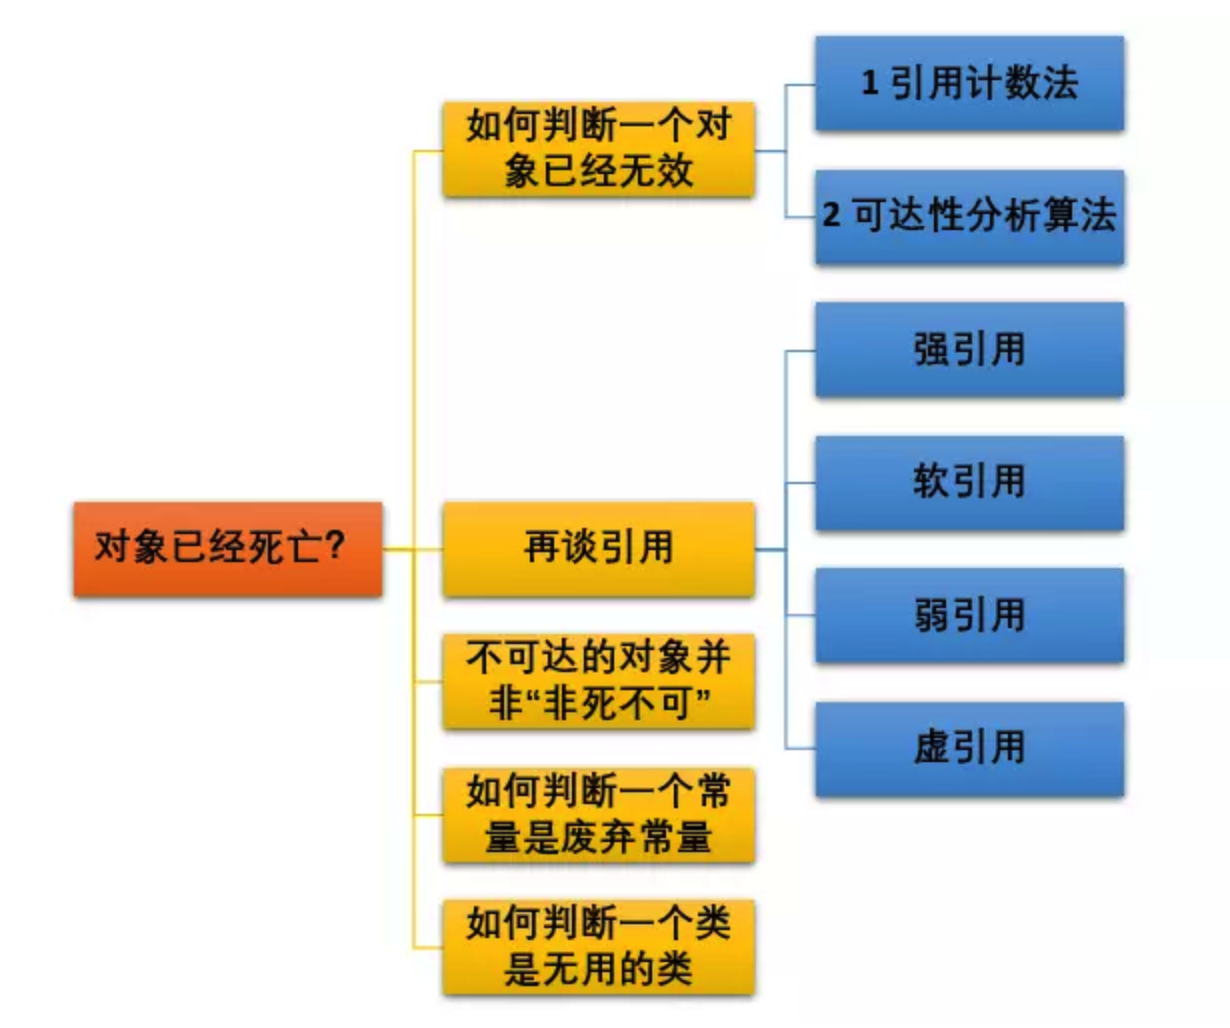 对象已经死亡?
如何判断一个对
象已经无效
1 引用计数法
2 可达性分析算法
再谈引用
强引用
软引用
弱引用
虚引用
不可达的对象并
非“非死不可”
如何判断一个常
量是废弃常量
如何判断一个类
是无用的类